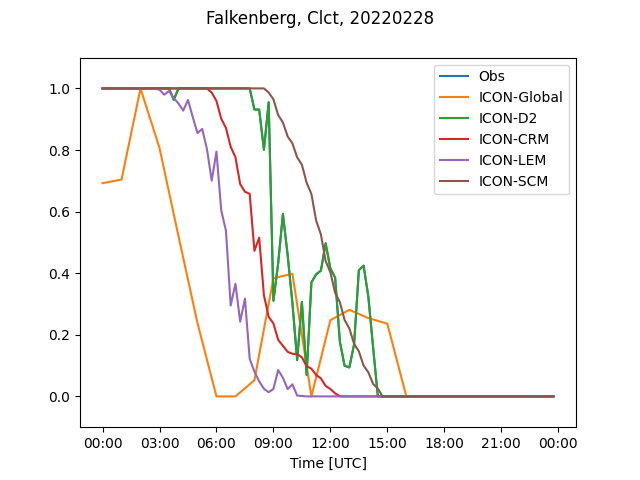 Falkenberg, Clct, 20220228
1.0
0.8
0.6
0.4
0.2
0.0
Obs
ICON-Global
ICON-D2
ICON-CRM
ICON-LEM
ICON-SCM
00:00 03:00 06:00 09:00 12:00 15:00 18:00 21:00 00:00
Time [UTC]